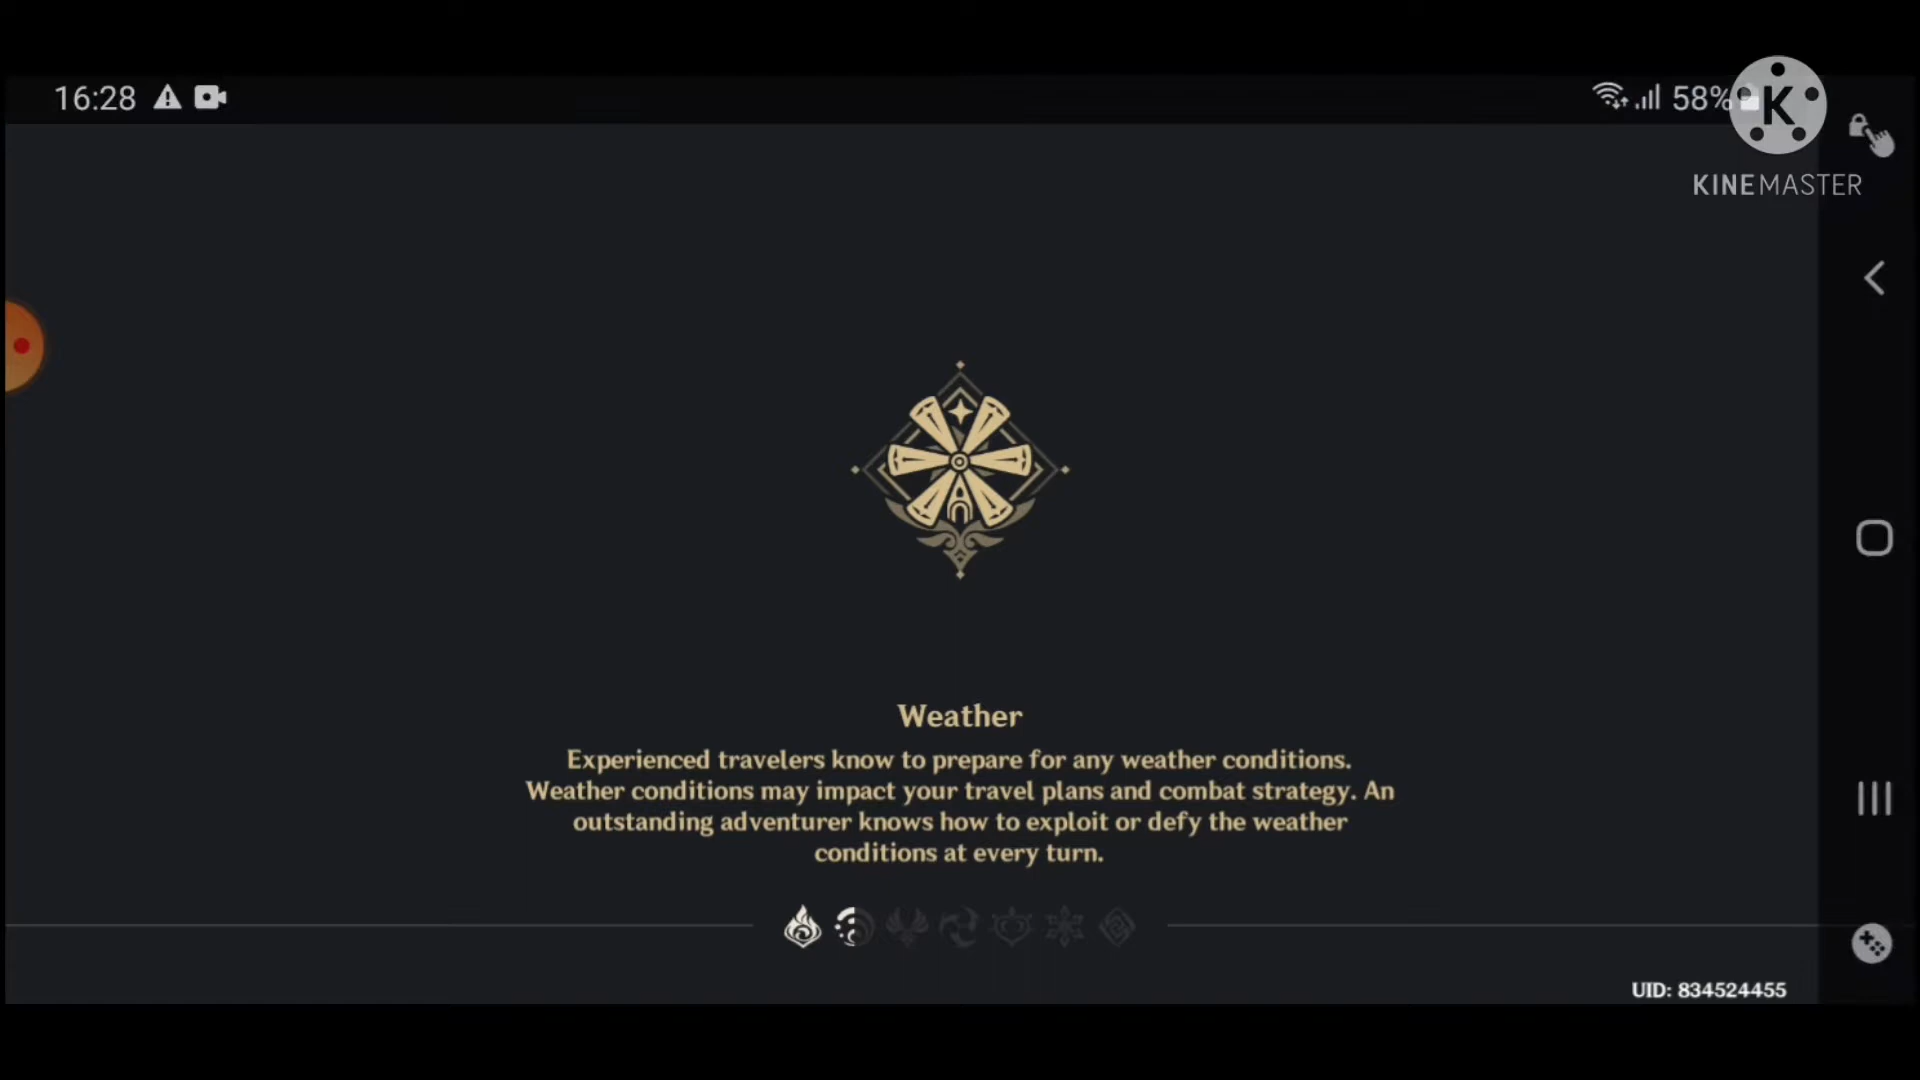 16:28
58%
K
KINEMASTER
Weather
Experienced travelers know to prepare for any weather conditions.
Weather conditions may impact your travel plans and combat strategy. An
outstanding adventurer knows how to exploit or defy the weather
conditions at every turn.
UID: 834524455